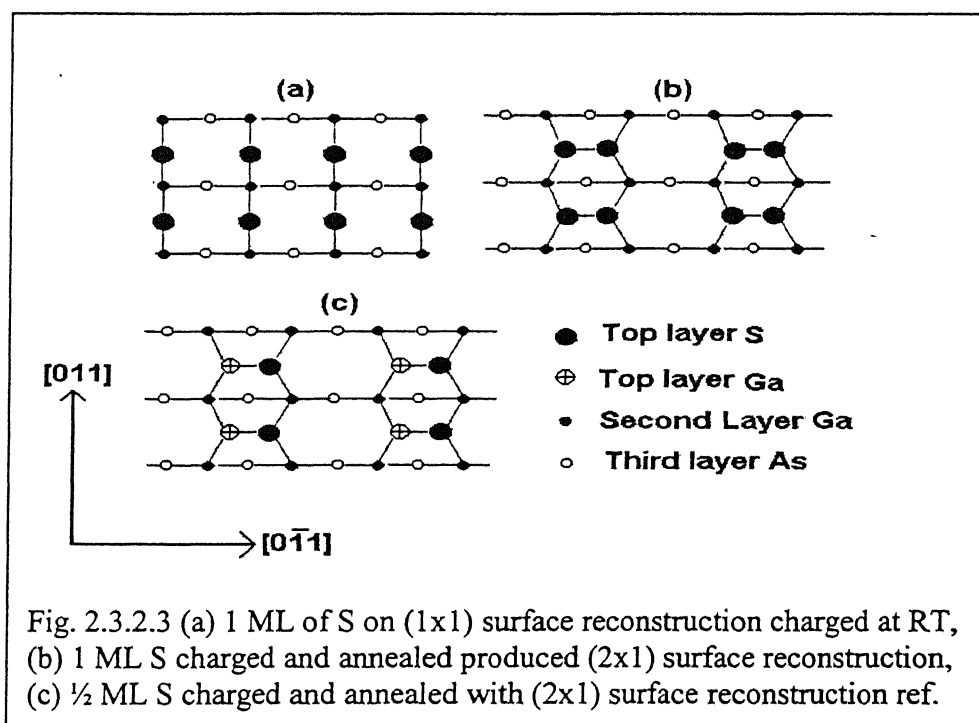 (a)
(b)
(c)
[011]
[01̅1]
Top layer S
⊕ Top layer Ga
Second Layer Ga
Third layer As
Fig. 2.3.2.3 (a) 1 ML of S on (1x1) surface reconstruction charged at RT,
(b) 1 ML S charged and annealed produced (2x1) surface reconstruction,
(c) ½ ML S charged and annealed with (2x1) surface reconstruction ref.